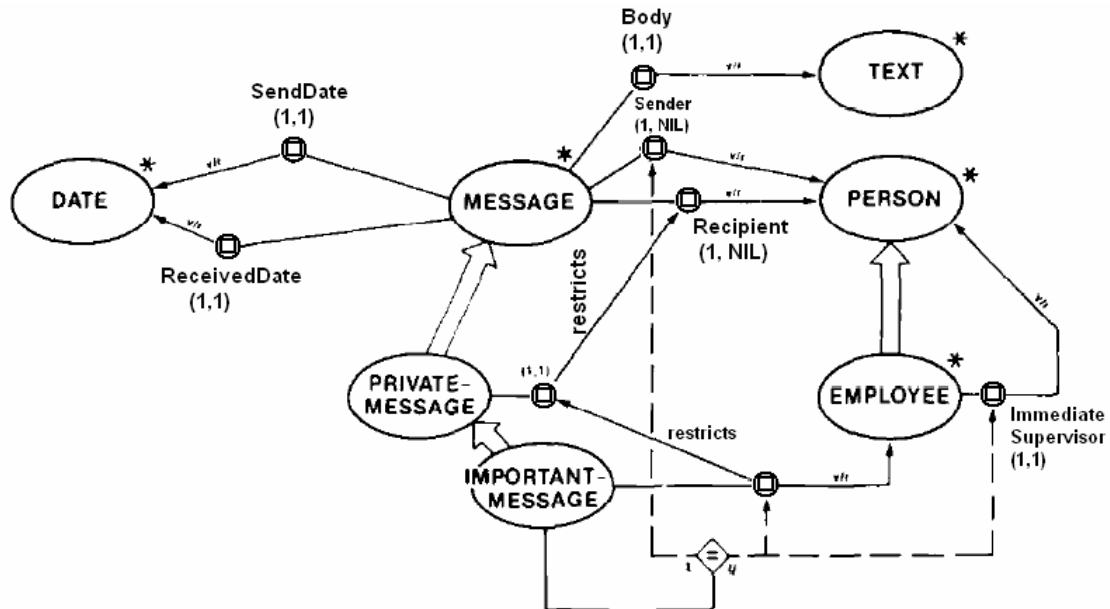 Body
(1,1)
*
TEXT
v/r
SendDate
(1,1)
Sender
(1, NIL)
*
v/r
*
v/r
*
DATE
MESSAGE
v/r
PERSON
v/r
Recipient
(1, NIL)
ReceivedDate
(1,1)
restricts
v/r
(1,1)
*
PRIVATE-
MESSAGE
EMPLOYEE
Immediate
Supervisor
(1,1)
restricts
IMPORTANT-
MESSAGE
v/r
=
y